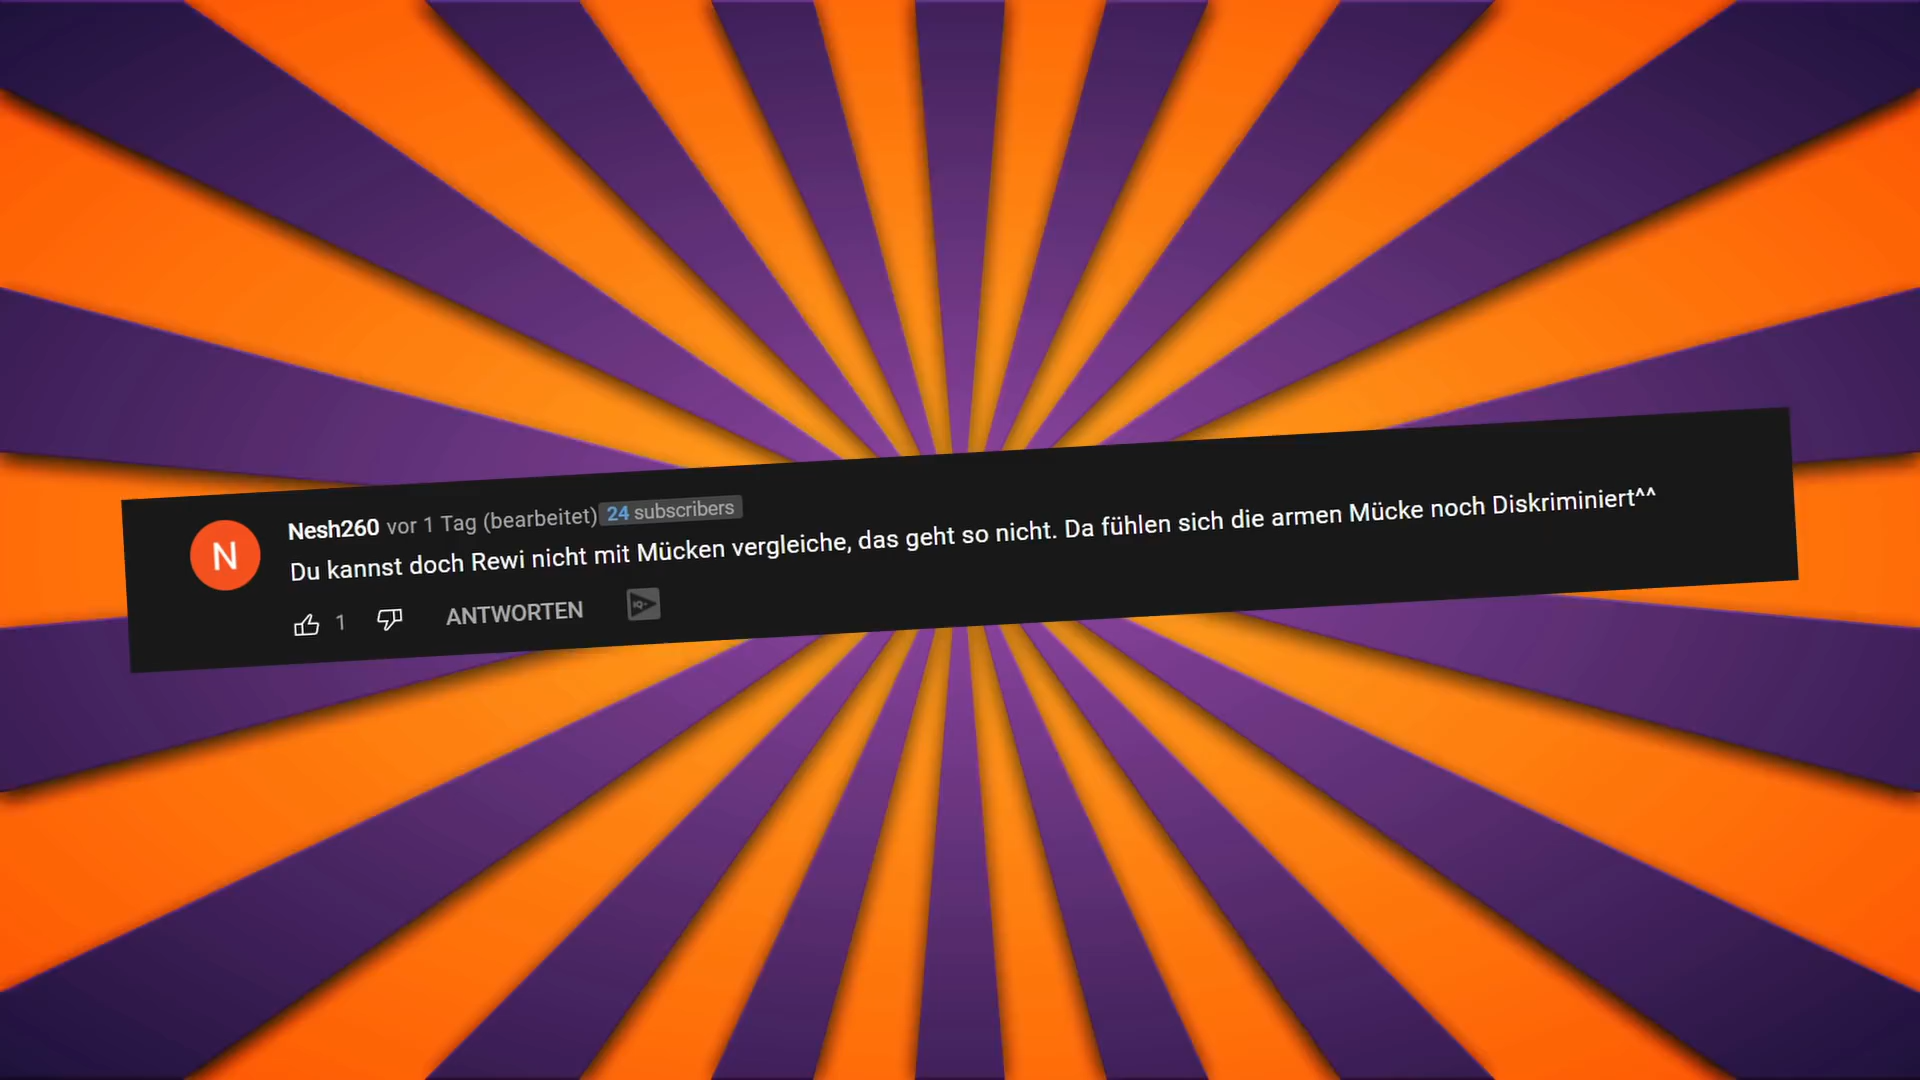 Nesh260 vor 1 Tag (bearbeitet) 24 subscribers
Du kannst doch Rewi nicht mit Mücken vergleiche, das geht so nicht. Da fühlen sich die armen Mücke noch Diskriminiert^^
N
1 ANTWORTEN IQ+